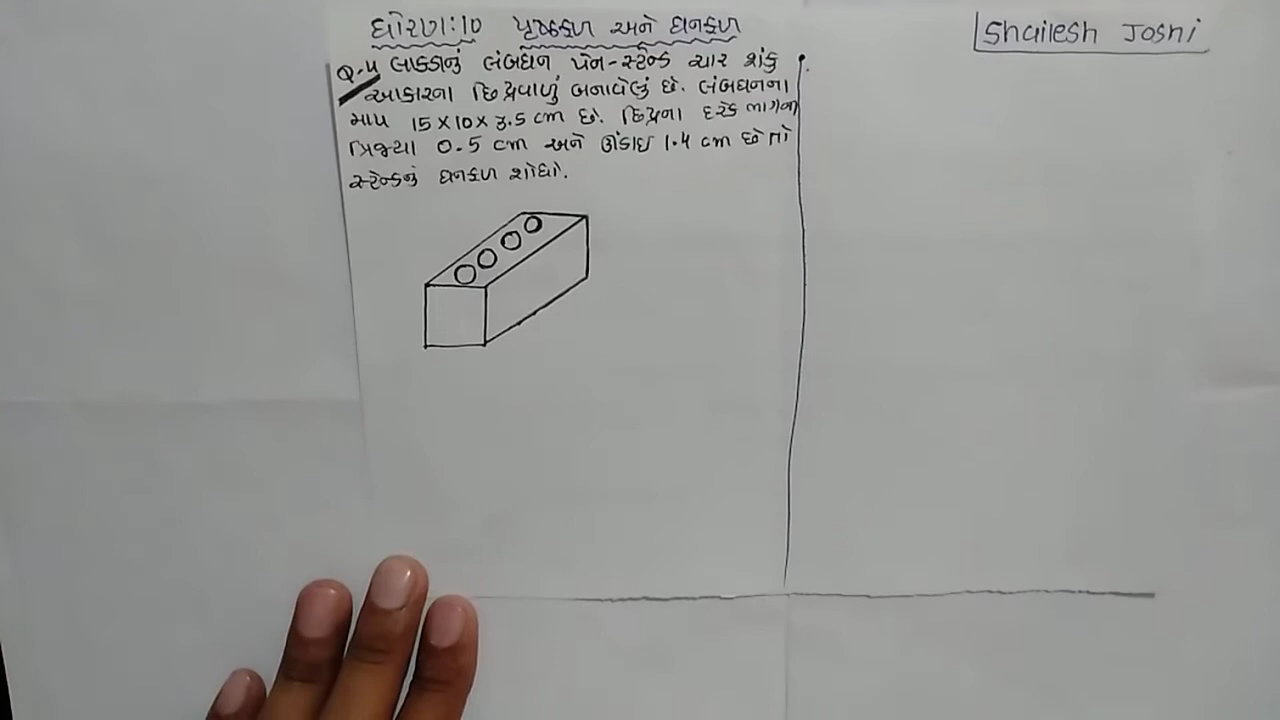 ધોરણ:10 પૃષ્ઠફળ અને ઘનફળ
Shailesh Joshi
Q-4 લાકડાનું લંબઘન પેન-સ્ટેન્ડ ચાર શંકુ
આકારના છિદ્રવાળું બનાવેલું છે. લંબઘનના
માપ 15 X 10 X 3.5 cm છે. છિદ્રના દરેક ભાગની
ત્રિજ્યા 0.5 cm અને ઊંડાઇ 1.4 cm છે તો
સ્ટેન્ડનું ઘનફળ શોધો.